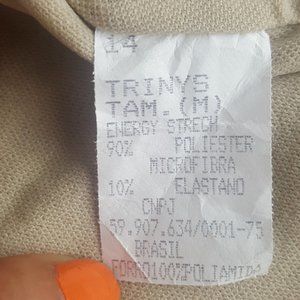 14
TRINYS
TAM.(M)
ENERGY STRECH
90% POLIESTER
MICROFIBRA
10% ELASTANO
CNPJ
59.907.634/0001-75
BRASIL
FORRO100%POLIAMIDA